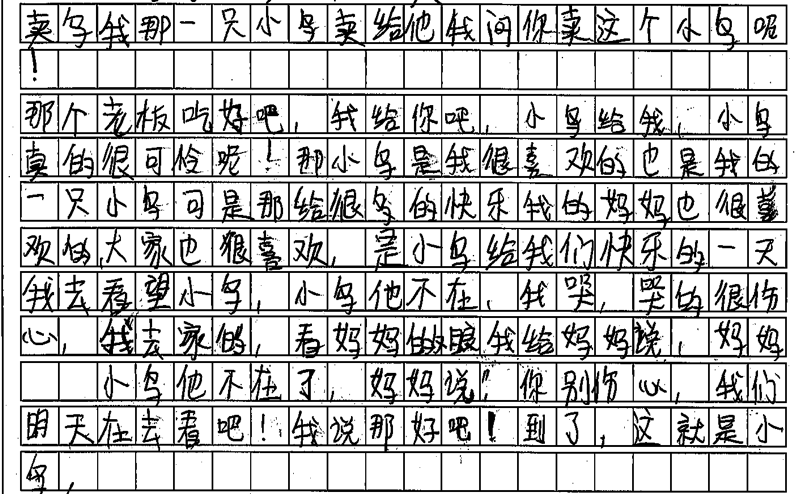 卖鸟我那一只小鸟卖给他我问你卖这个小鸟呢
！
那个老板吃好吧，我给你吧，小鸟给我，小鸟
真的很可怜呢！那小鸟是我很喜欢的也是我的
一只小鸟可是那给很鸟的快乐我的妈妈也很喜
欢的，大家也狠喜欢，是小鸟给我们快乐的一天
我去看望小鸟，小鸟他不在，我哭，哭的很伤
心，我去家的，看妈妈的眼我给妈妈说，妈妈
小鸟他不在了，妈妈说！你别伤心，我们
明天在去看吧！我说那好吧！到了，这就是小
鸟，